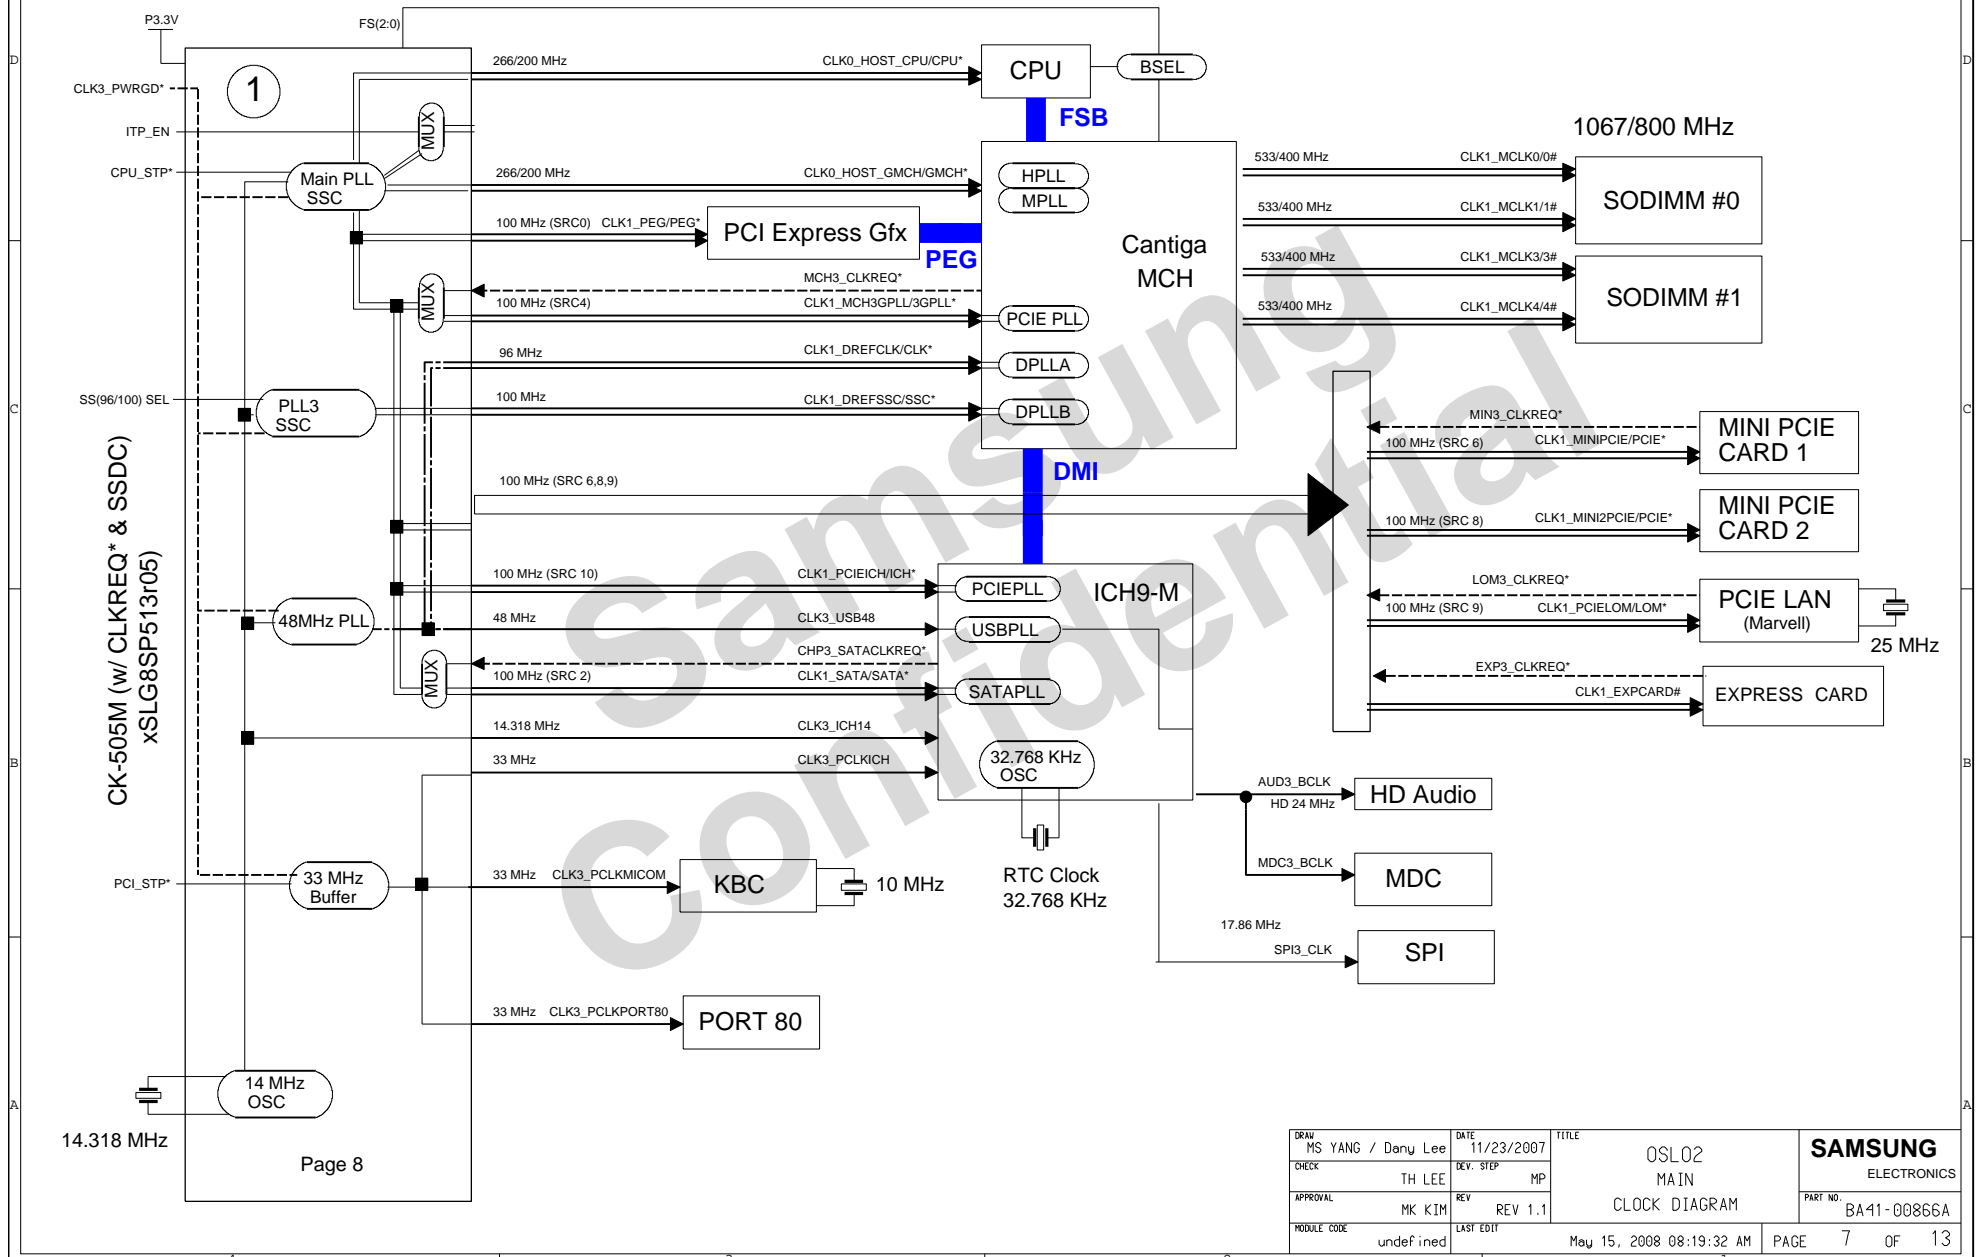 P3.3V
FS(2:0)
D
D
1
266/200 MHz
CLK0_HOST_CPU/CPU*
CPU
BSEL
CLK3_PWRGD*
FSB
MUX
ITP_EN
1067/800 MHz
CPU_STP*
Main PLL
SSC
266/200 MHz
CLK0_HOST_GMCH/GMCH*
HPLL
MPLL
533/400 MHz
CLK1_MCLK0/0#
SODIMM #0
533/400 MHz
CLK1_MCLK1/1#
100 MHz (SRC0)
CLK1_PEG/PEG*
PCI Express Gfx
PEG
Cantiga
MCH
533/400 MHz
CLK1_MCLK3/3#
SODIMM #1
533/400 MHz
CLK1_MCLK4/4#
MCH3_CLKREQ*
MUX
100 MHz (SRC4)
CLK1_MCH3GPLL/3GPLL*
PCIE PLL
96 MHz
CLK1_DREFCLK/CLK*
DPLLA
SS(96/100) SEL
PLL3
SSC
100 MHz
CLK1_DREFSSC/SSC*
DPLLB
C
C
MIN3_CLKREQ*
100 MHz (SRC 6)
CLK1_MINIPCIE/PCIE*
MINI PCIE
CARD 1
DMI
100 MHz (SRC 6,8,9)
100 MHz (SRC 8)
CLK1_MINI2PCIE/PCIE*
MINI PCIE
CARD 2
CK-505M (w/ CLKREQ* & SSDC)
xSLG8SP513r05)
100 MHz (SRC 10)
CLK1_PCIEICH/ICH*
PCIEPLL
ICH9-M
LOM3_CLKREQ*
100 MHz (SRC 9)
CLK1_PCIELOM/LOM*
PCIE LAN
(Marvell)
25 MHz
48MHz PLL
48 MHz
CLK3_USB48
USBPLL
CHP3_SATACLKREQ*
MUX
100 MHz (SRC 2)
CLK1_SATA/SATA*
SATAPLL
EXP3_CLKREQ*
CLK1_EXPCARD#
EXPRESS CARD
14.318 MHz
CLK3_ICH14
33 MHz
CLK3_PCLKICH
32.768 KHz
OSC
B
B
AUD3_BCLK
HD 24 MHz
HD Audio
MDC3_BCLK
MDC
RTC Clock
32.768 KHz
PCI_STP*
33 MHz
Buffer
33 MHz
CLK3_PCLKMICOM
KBC
10 MHz
17.86 MHz
SPI3_CLK
SPI
33 MHz
CLK3_PCLKPORT80
PORT 80
14 MHz
OSC
14.318 MHz
A
A
Page 8
Samsung
Confidential
DRAW
MS YANG / Dany Lee
DATE
11/23/2007
TITLE
OSLO2
MAIN
CLOCK DIAGRAM
SAMSUNG
ELECTRONICS
CHECK
TH LEE
DEV. STEP
MP
APPROVAL
MK KIM
REV
REV 1.1
PART NO.
BA41-00866A
MODULE CODE
undefined
LAST EDIT
May 15, 2008 08:19:32 AM
PAGE 7 OF 13